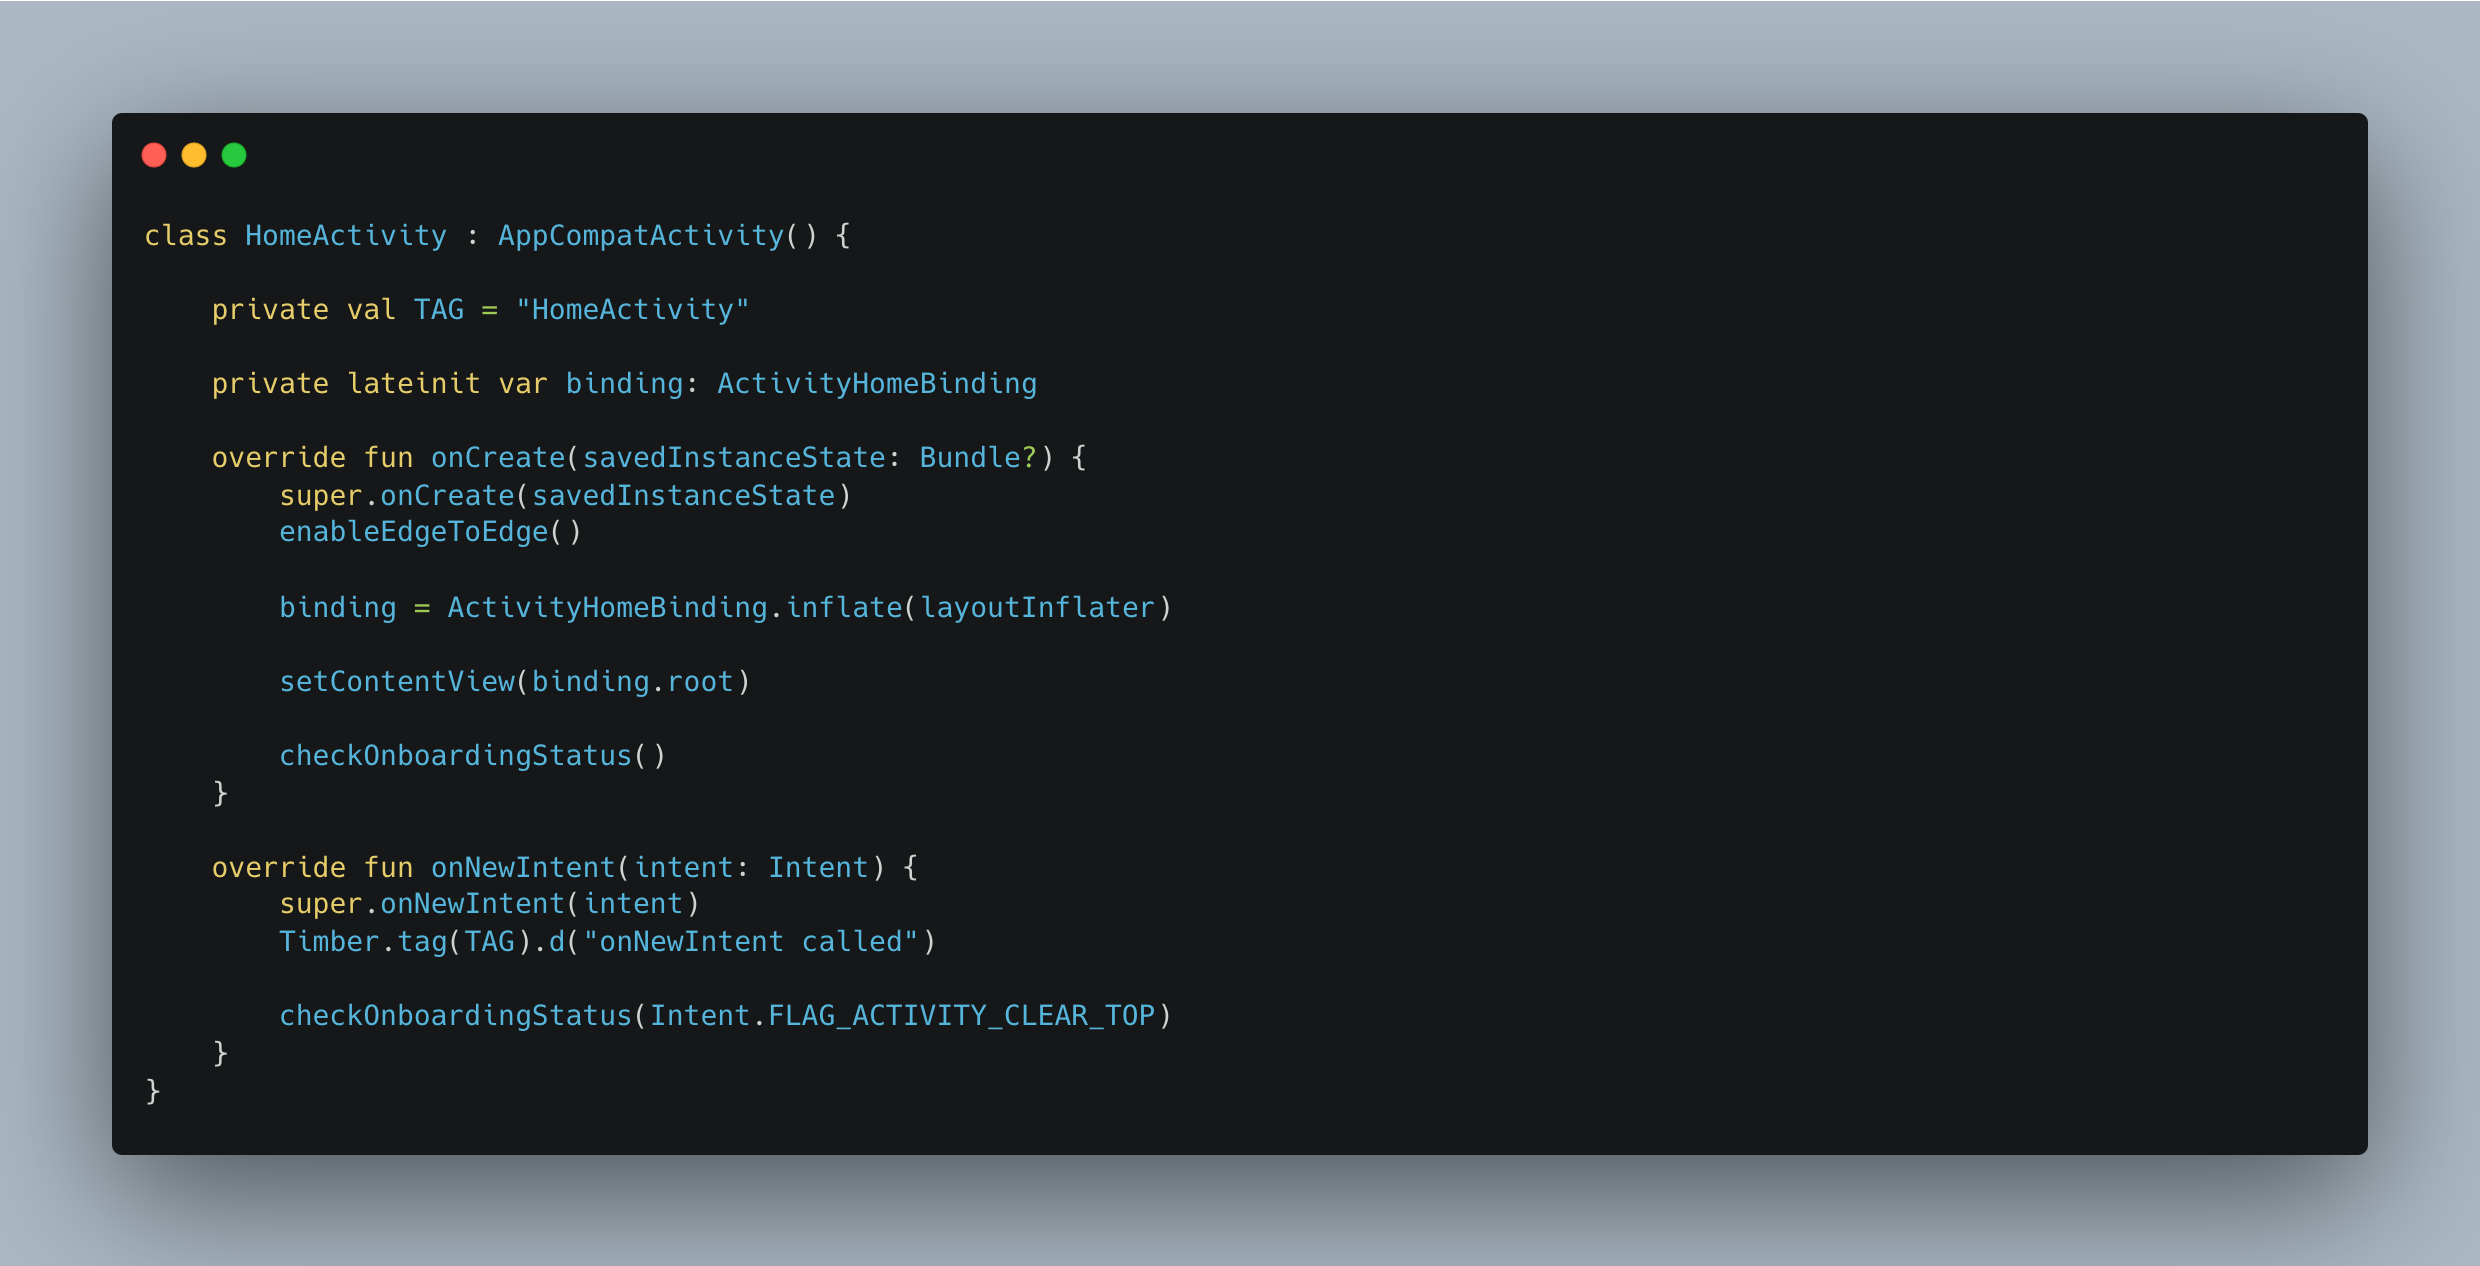 class HomeActivity : AppCompatActivity() {
    private val TAG = "HomeActivity"
    private lateinit var binding: ActivityHomeBinding
    override fun onCreate(savedInstanceState: Bundle?) {
        super.onCreate(savedInstanceState)
        enableEdgeToEdge()
        binding = ActivityHomeBinding.inflate(layoutInflater)
        setContentView(binding.root)
        checkOnboardingStatus()
    }
    override fun onNewIntent(intent: Intent) {
        super.onNewIntent(intent)
        Timber.tag(TAG).d("onNewIntent called")
        checkOnboardingStatus(Intent.FLAG_ACTIVITY_CLEAR_TOP)
    }
}